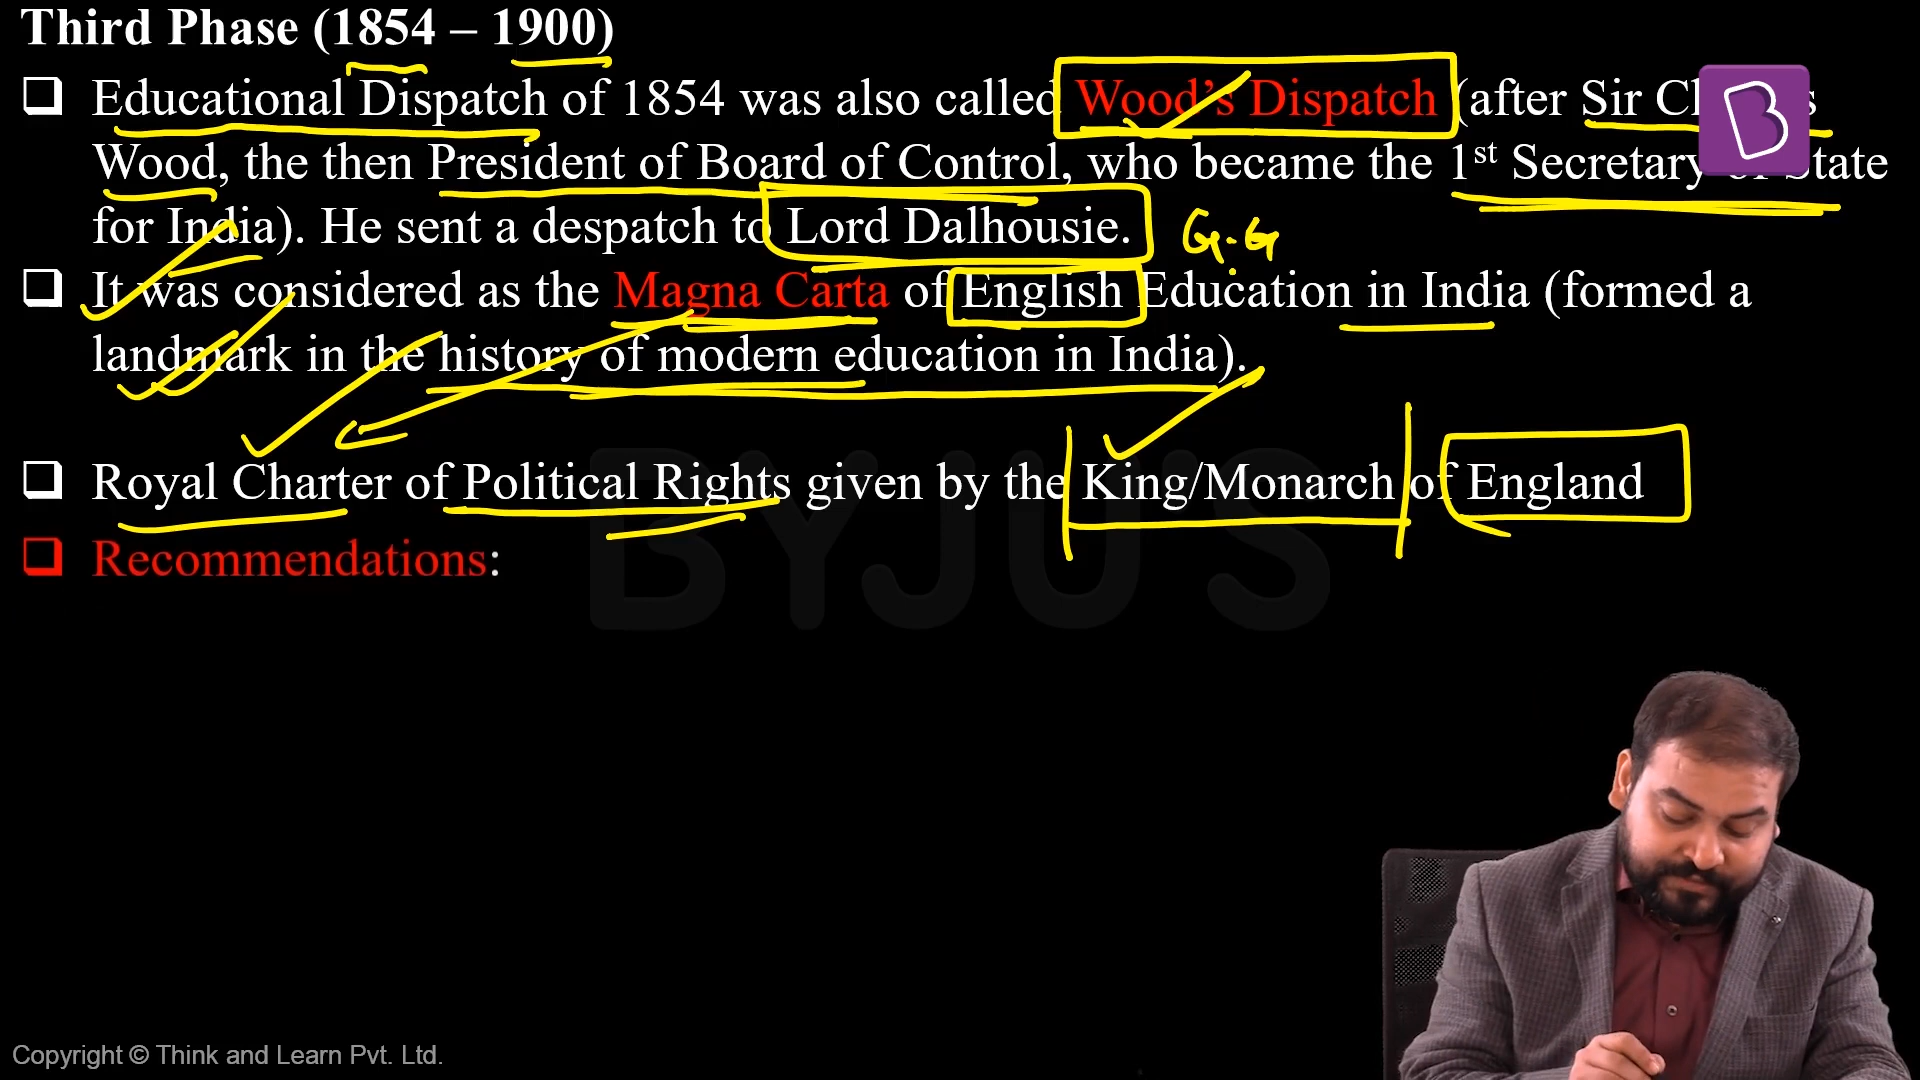 Third Phase (1854 – 1900)
Educational Dispatch of 1854 was also called Wood's Dispatch (after Sir
Wood, the then President of Board of Control, who became the 1st Secretary of State
for India). He sent a despatch to Lord Dalhousie. G.G
It was considered as the Magna Carta of English Education in India (formed a
landmark in the history of modern education in India).
Royal Charter of Political Rights given by the King/Monarch of England
Recommendations:
BYJU'S
Copyright © Think and Learn Pvt. Ltd.